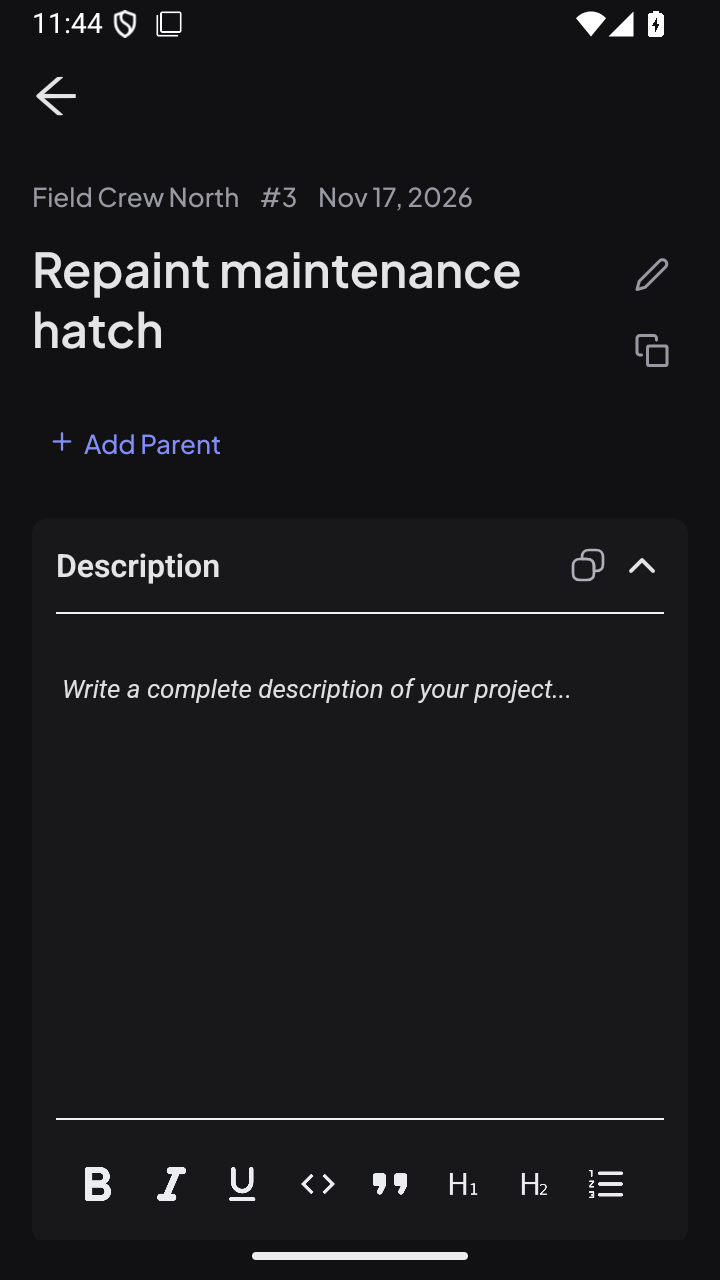 11:44
Field Crew North #3 Nov 17, 2026
Repaint maintenance
hatch
+ Add Parent
Description
Write a complete description of your project...
B I U <> " H1 H2